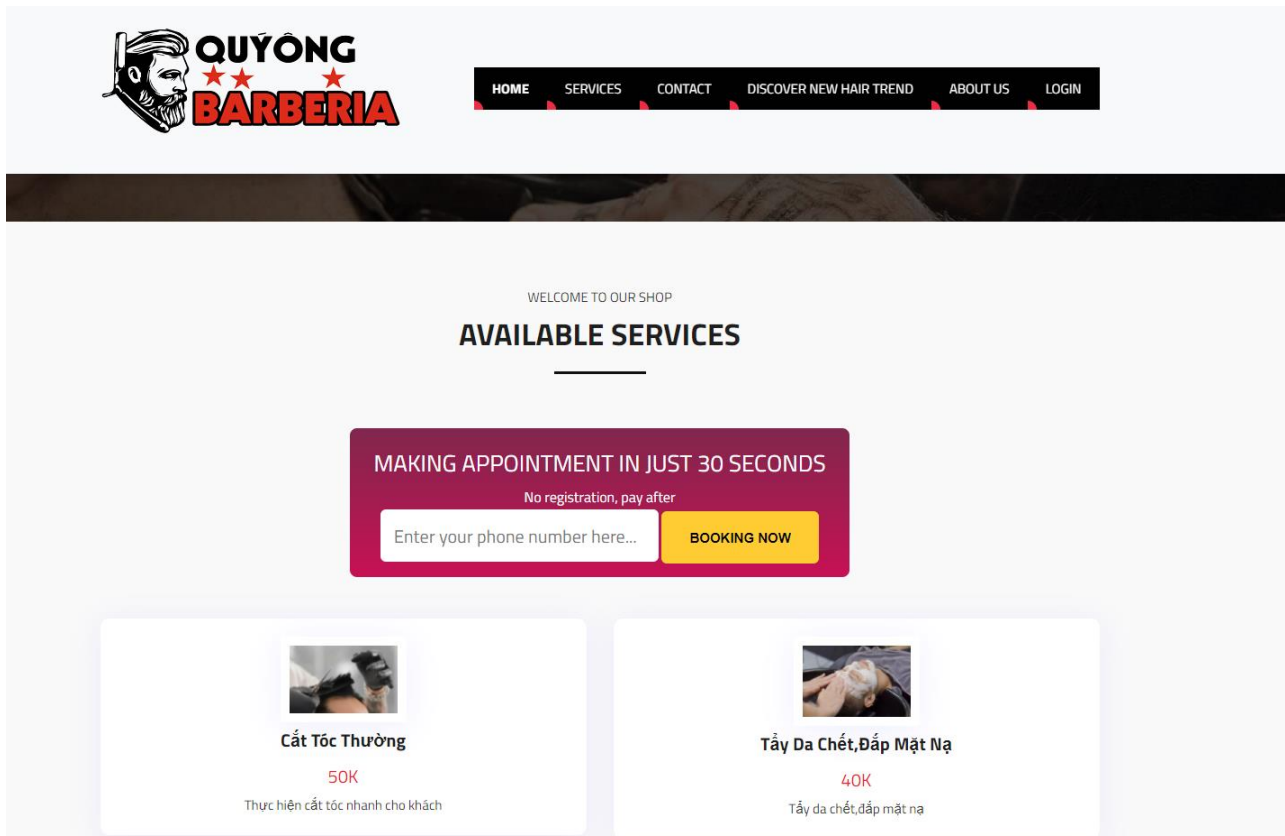 QUÝÔNG
BARBERIA
HOME SERVICES CONTACT DISCOVER NEW HAIR TREND ABOUT US LOGIN
WELCOME TO OUR SHOP
AVAILABLE SERVICES
MAKING APPOINTMENT IN JUST 30 SECONDS
No registration, pay after
Enter your phone number here... BOOKING NOW
Cắt Tóc Thường
50K
Thực hiện cắt tóc nhanh cho khách
Tẩy Da Chết,Đắp Mặt Nạ
40K
Tẩy da chết,đắp mặt nạ